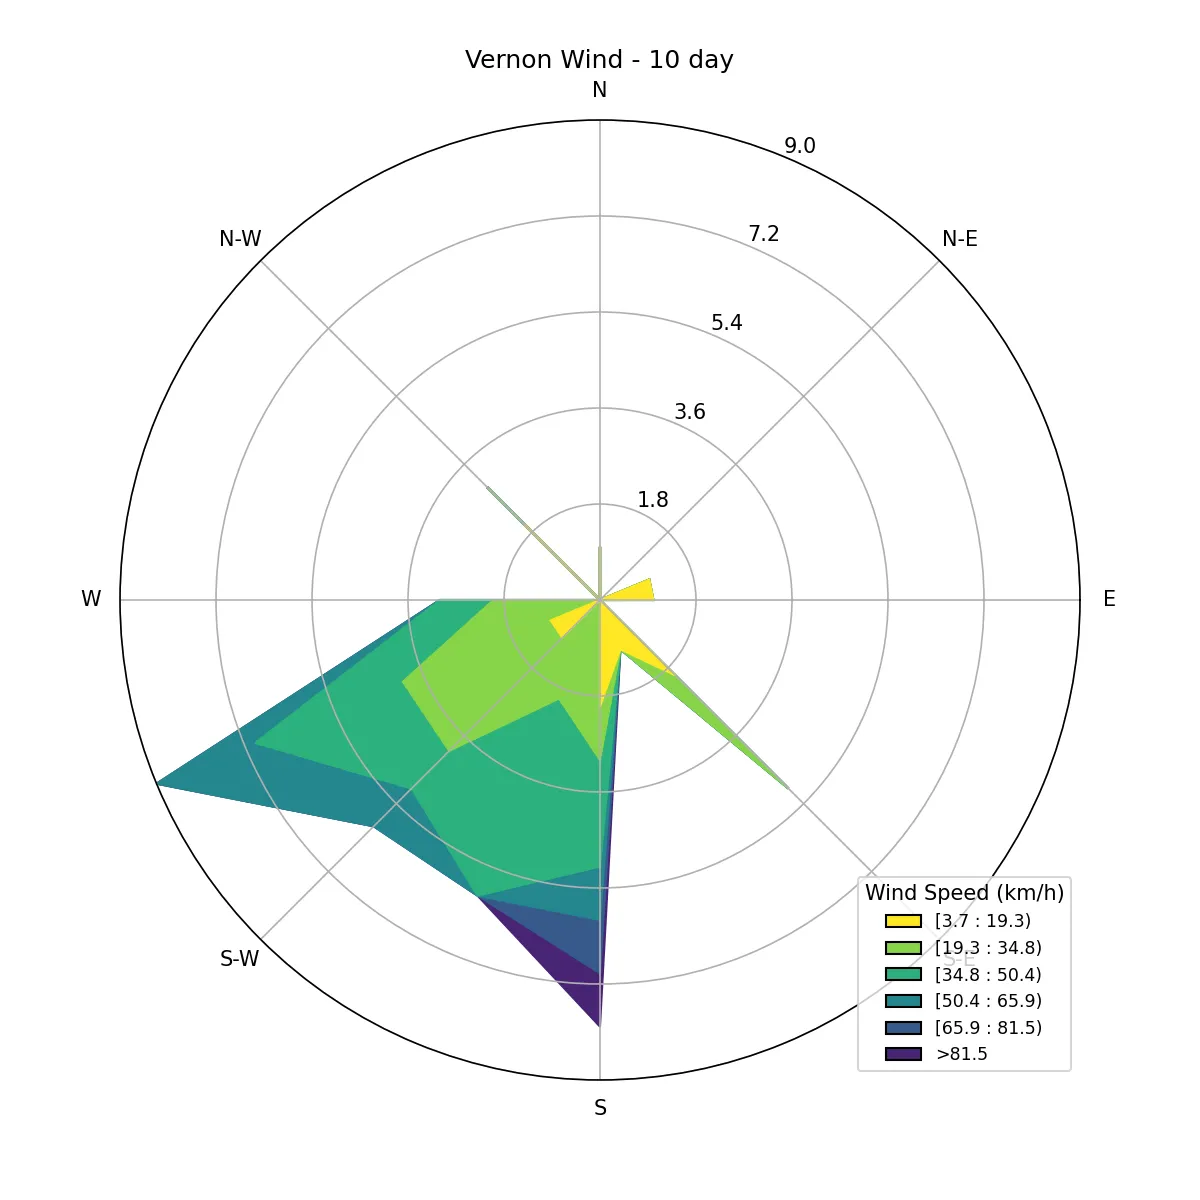 Vernon Wind - 10 day
N
9.0
N-W
7.2
N-E
5.4
3.6
1.8
W
E
S-W
S-E
Wind Speed (km/h)
[3.7 : 19.3)
[19.3 : 34.8)
[34.8 : 50.4)
[50.4 : 65.9)
[65.9 : 81.5)
>81.5
S